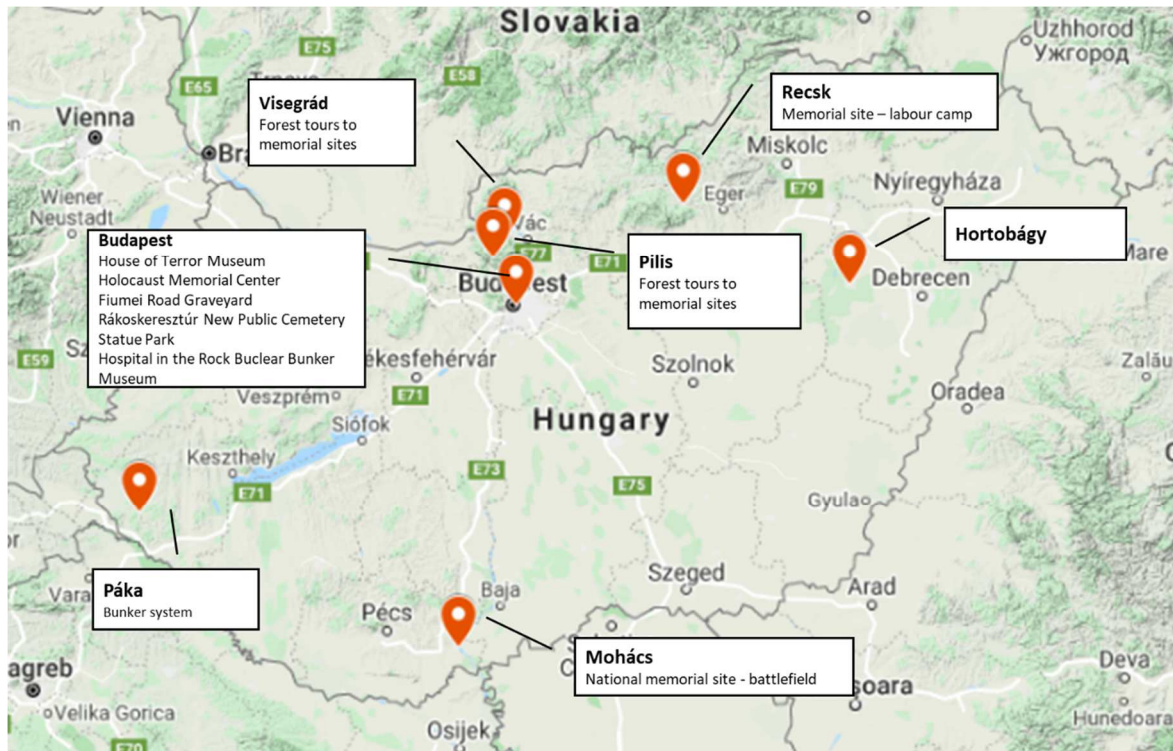 Slovakia
Uzhhorod
Ужгород
E75
E58
E65
Vienna
Visegrád
Forest tours to
memorial sites
Recsk
Memorial site – labour camp
Miskolc
Nyíregyháza
E79
Eger
Wiener
Neustadt
Vác
E77
E71
Budapest
House of Terror Museum
Holocaust Memorial Center
Fiumei Road Graveyard
Rákoskeresztúr New Public Cemetery
Statue Park
Hospital in the Rock Buclear Bunker
Museum
Pilis
Forest tours to
memorial sites
Hortobágy
Mare
Debrecen
E59
Szolnok
Zalău
Oradea
Veszprém
E71
Siófok
Hungary
Keszthely
E71
E73
E75
Gyula
Páka
Bunker system
Baja
Szeged
Arad
Pécs
Mohács
National memorial site - battlefield
Deva
Hunedoara
Velika Gorica
Osijek
E70